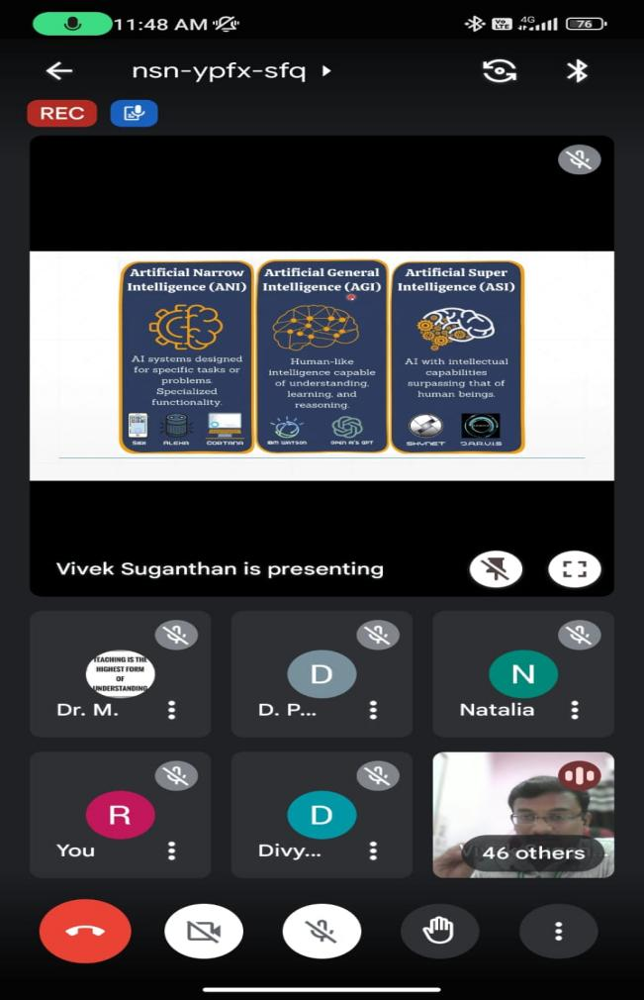 11:48 AM
Vo LTE
4G
76
nsn-ypfx-sfq
REC
Artificial Narrow
Intelligence (ANI)
AI systems designed
for specific tasks or
problems.
Specialized
functionality.
SIRI
ALEXA
CORTANA
Artificial General
Intelligence (AGI)
Human-like
intelligence capable
of understanding,
learning, and
reasoning.
IBM WATSON
OPEN AI'S GPT
Artificial Super
Intelligence (ASI)
AI with intellectual
capabilities
surpassing that of
human beings.
SKYNET
J.A.R.V.I.S
Vivek Suganthan is presenting
TEACHING IS THE
HIGHEST FORM
OF
UNDERSTANDING
Dr. M.
D
D. P...
N
Natalia
R
You
D
Divy...
46 others